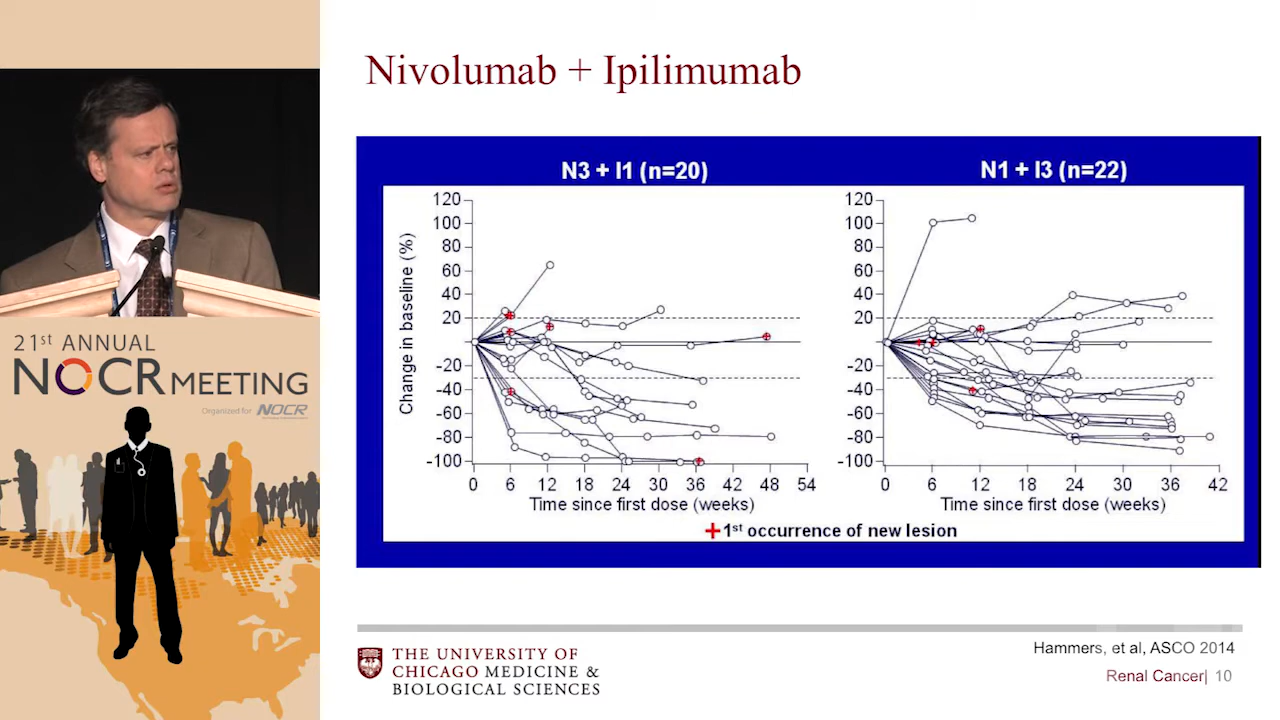 Nivolumab + Ipilimumab
N3 + I1 (n=20)
N1 + I3 (n=22)
Change in baseline (%)
120
100
80
60
40
20
-20
-40
-60
-80
-100
0 6 12 18 24 30 36 42 48 54
Time since first dose (weeks)
120
100
80
60
40
20
-20
-40
-60
-80
-100
0 6 12 18 24 30 36 42
Time since first dose (weeks)
+1st occurrence of new lesion
21st ANNUAL
NOCR MEETING
Organized for NOCR
THE UNIVERSITY OF
CHICAGO MEDICINE &
BIOLOGICAL SCIENCES
Hammers, et al, ASCO 2014
Renal Cancer| 10